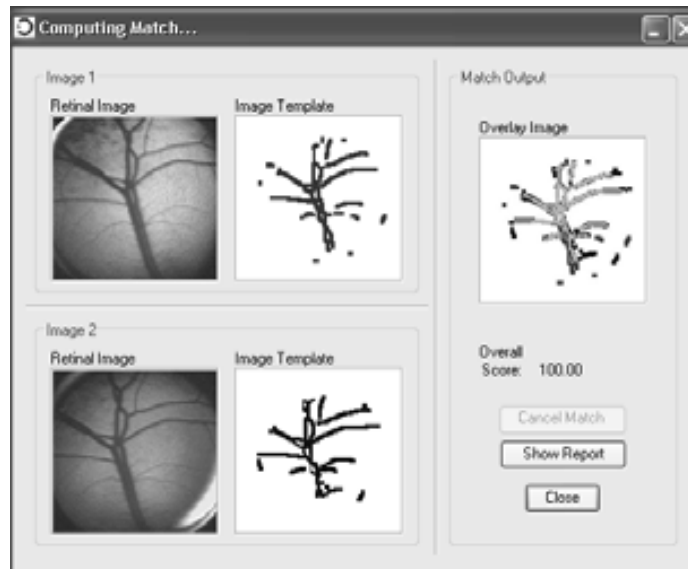 Computing Match...
Image 1
Retinal Image Image Template
Image 2
Retinal Image Image Template
Match Output
Overlay Image
Overall
Score: 100.00
Cancel Match
Show Report
Close